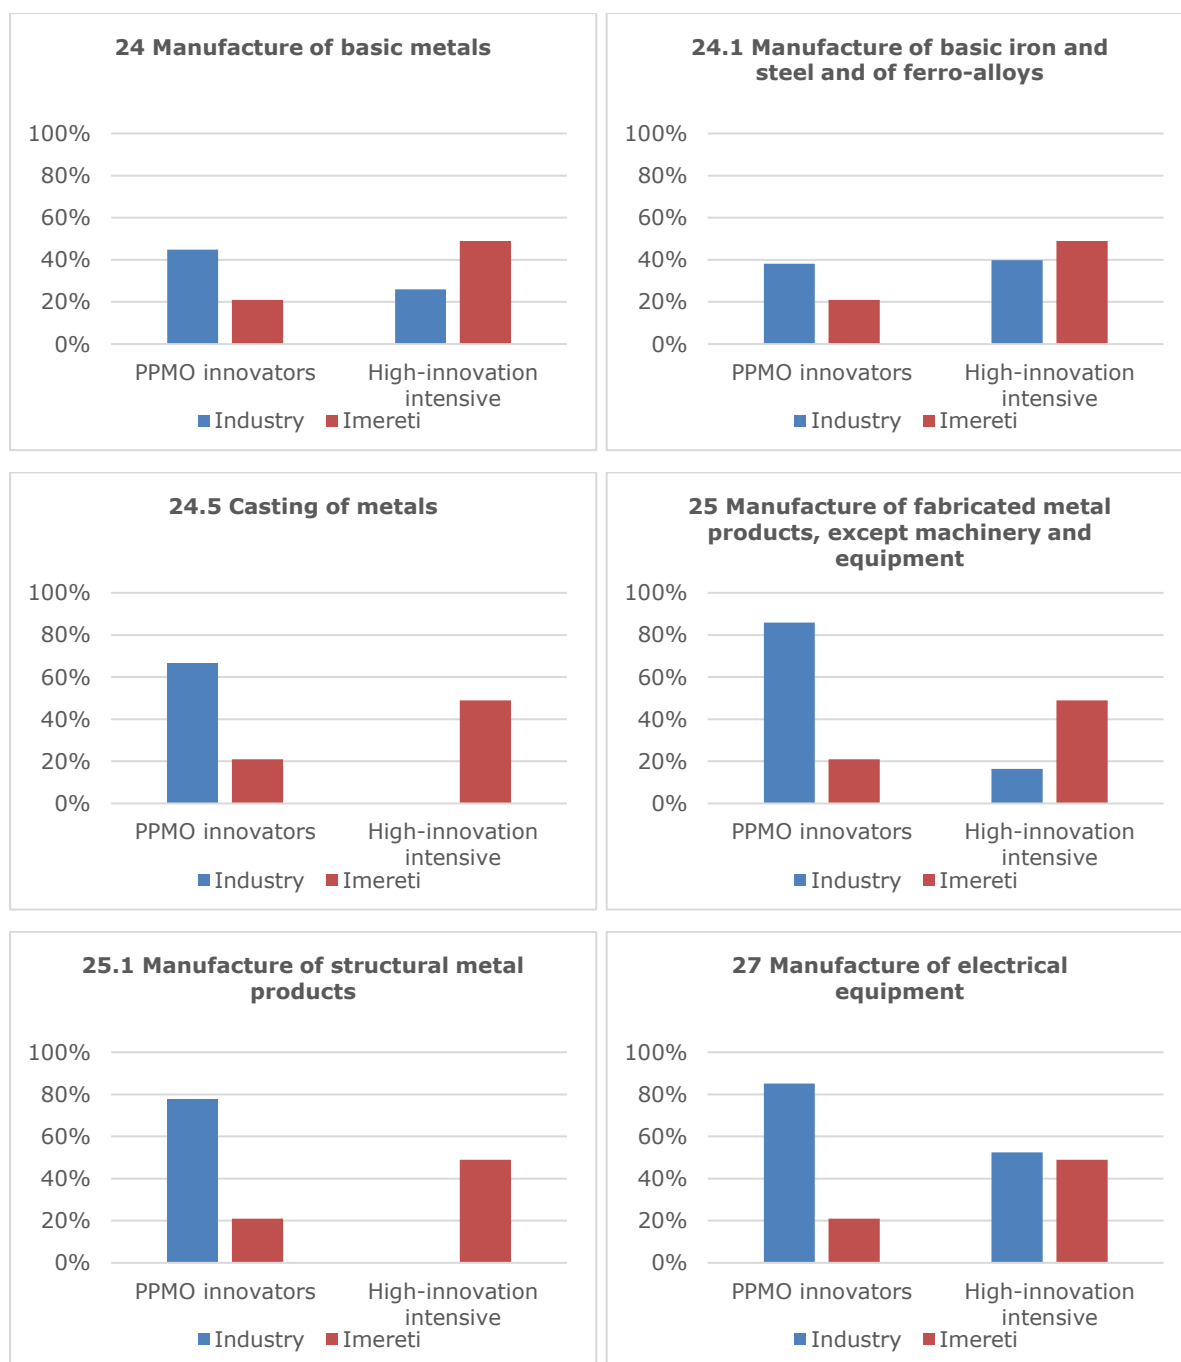 24 Manufacture of basic metals
100%
80%
60%
40%
20%
0%
PPMO innovators
High-innovation
intensive
Industry Imereti
24.1 Manufacture of basic iron and
steel and of ferro-alloys
100%
80%
60%
40%
20%
0%
PPMO innovators
High-innovation
intensive
Industry Imereti
24.5 Casting of metals
100%
80%
60%
40%
20%
0%
PPMO innovators
High-innovation
intensive
Industry Imereti
25 Manufacture of fabricated metal
products, except machinery and
equipment
100%
80%
60%
40%
20%
0%
PPMO innovators
High-innovation
intensive
Industry Imereti
25.1 Manufacture of structural metal
products
100%
80%
60%
40%
20%
0%
PPMO innovators
High-innovation
intensive
Industry Imereti
27 Manufacture of electrical
equipment
100%
80%
60%
40%
20%
0%
PPMO innovators
High-innovation
intensive
Industry Imereti